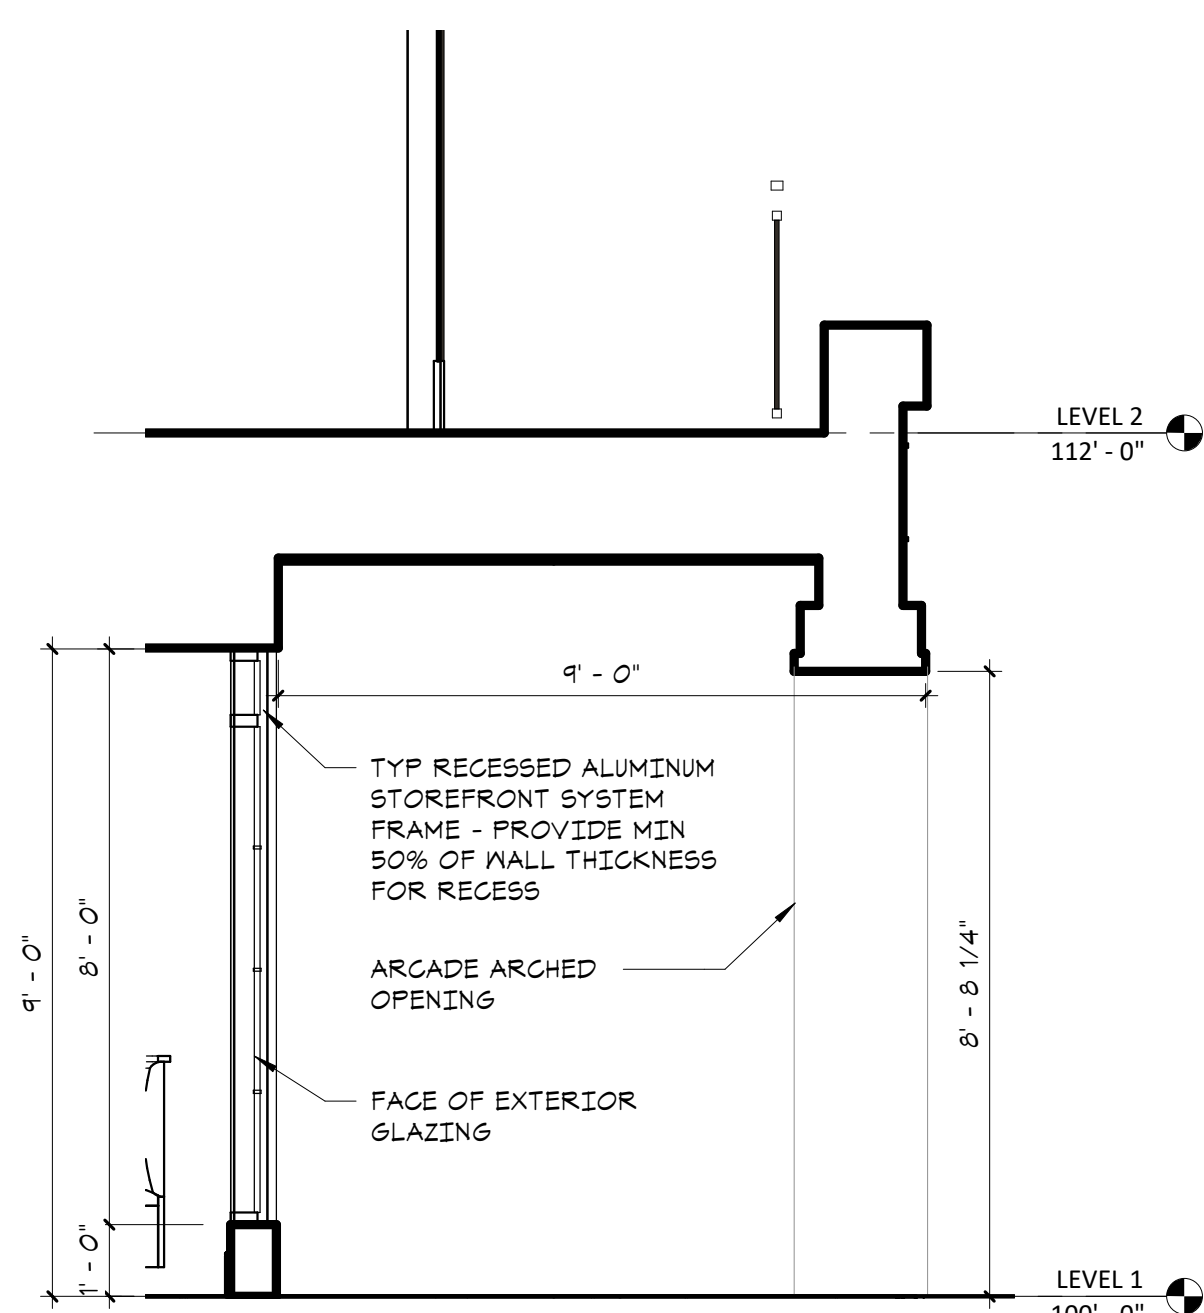 LEVEL 2
112' - 0"
9' - 0"
TYP RECESSED ALUMINUM
STOREFRONT SYSTEM
FRAME - PROVIDE MIN
50% OF WALL THICKNESS
FOR RECESS
8' - 0"
9' - 0"
8' - 8 1/4"
ARCADE ARCHED
OPENING
FACE OF EXTERIOR
GLAZING
1' - 0"
LEVEL 1
100' - 0"